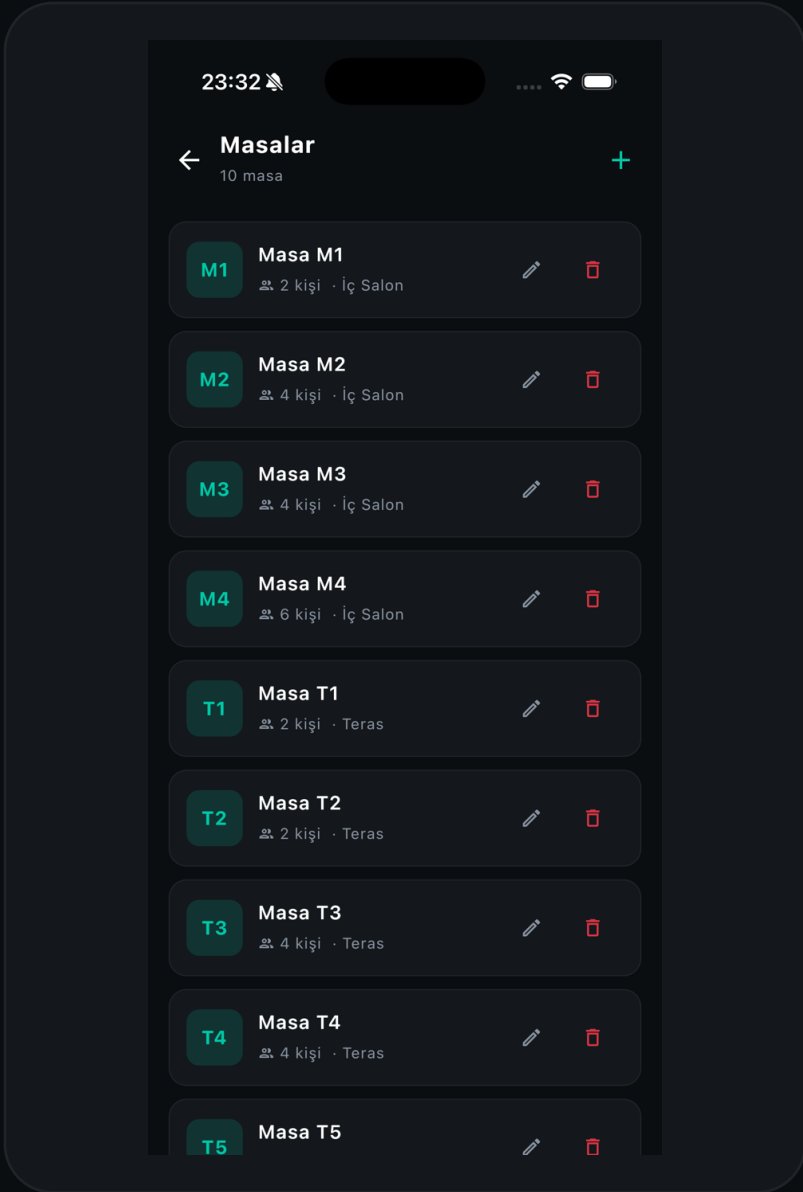 23:32
Masalar
10 masa
M1
Masa M1
2 kişi · İç Salon
M2
Masa M2
4 kişi · İç Salon
M3
Masa M3
4 kişi · İç Salon
M4
Masa M4
6 kişi · İç Salon
T1
Masa T1
2 kişi · Teras
T2
Masa T2
2 kişi · Teras
T3
Masa T3
4 kişi · Teras
T4
Masa T4
4 kişi · Teras
T5
Masa T5